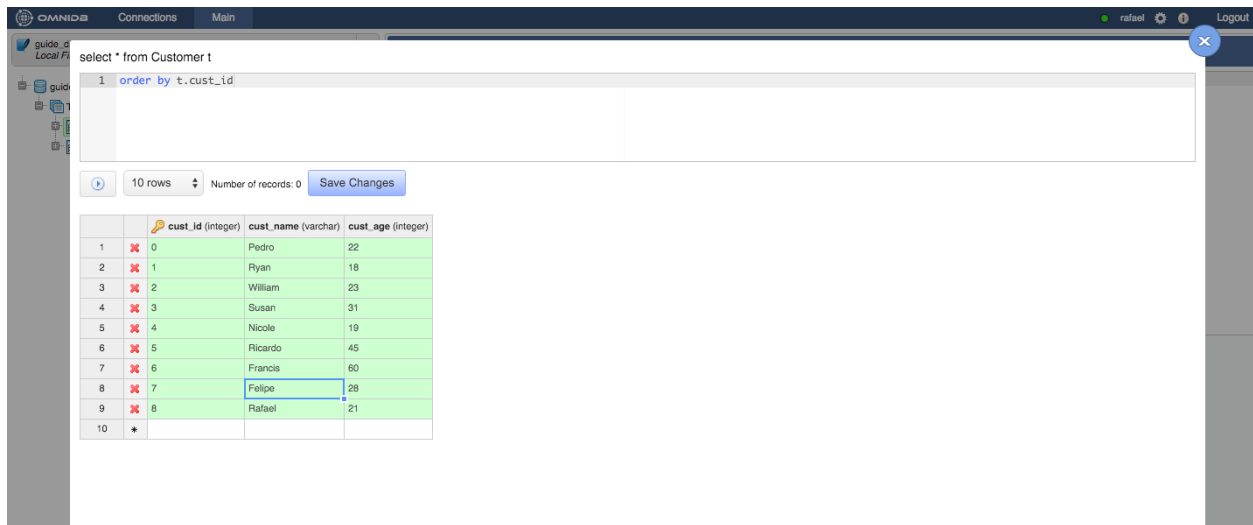 OMNIDB Connections Main rafael Logout
guide_d
Local Fi
select * from Customer t
guide
1 order by t.cust_id
T
10 rows Number of records: 0 Save Changes
cust_id (integer) cust_name (varchar) cust_age (integer)
1 0 Pedro 22
2 1 Ryan 18
3 2 William 23
4 3 Susan 31
5 4 Nicole 19
6 5 Ricardo 45
7 6 Francis 60
8 7 Felipe 28
9 8 Rafael 21
10 *